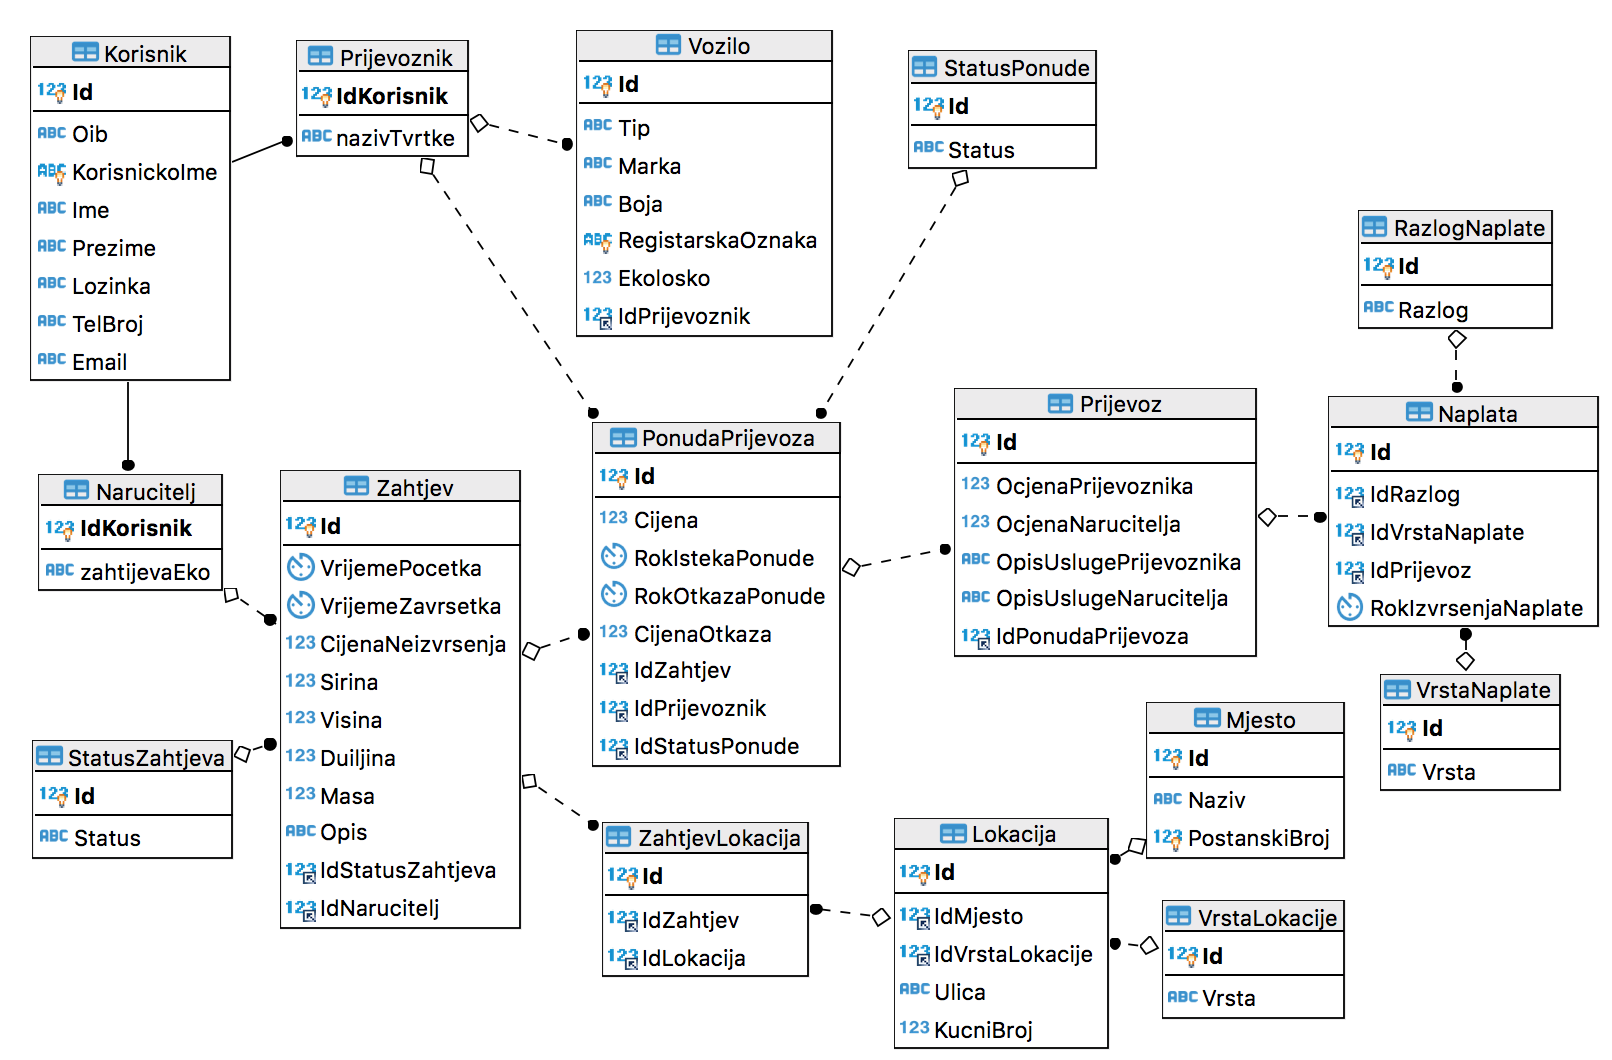 Korisnik
Id
Oib
KorisnickoIme
Ime
Prezime
Lozinka
TelBroj
Email
Prijevoznik
IdKorisnik
nazivTvrtke
Vozilo
Id
Tip
Marka
Boja
RegistarskaOznaka
Ekolosko
IdPrijevoznik
StatusPonude
Id
Status
RazlogNaplate
Id
Razlog
Narucitelj
IdKorisnik
zahtijevaEko
Zahtjev
Id
VrijemePocetka
VrijemeZavrsetka
CijenaNeizvrsenja
Sirina
Visina
Duiljina
Masa
Opis
IdStatusZahtjeva
IdNarucitelj
PonudaPrijevoza
Id
Cijena
RokIstekaPonude
RokOtkazaPonude
CijenaOtkaza
IdZahtjev
IdPrijevoznik
IdStatusPonude
Prijevoz
Id
OcjenaPrijevoznika
OcjenaNarucitelja
OpisUslugePrijevoznika
OpisUslugeNarucitelja
IdPonudaPrijevoza
Naplata
Id
IdRazlog
IdVrstaNaplate
IdPrijevoz
RokIzvrsenjaNaplate
StatusZahtjeva
Id
Status
ZahtjevLokacija
Id
IdZahtjev
IdLokacija
Lokacija
Id
IdMjesto
IdVrstaLokacije
Ulica
KucniBroj
Mjesto
Id
Naziv
PostanskiBroj
VrstaNaplate
Id
Vrsta
VrstaLokacije
Id
Vrsta